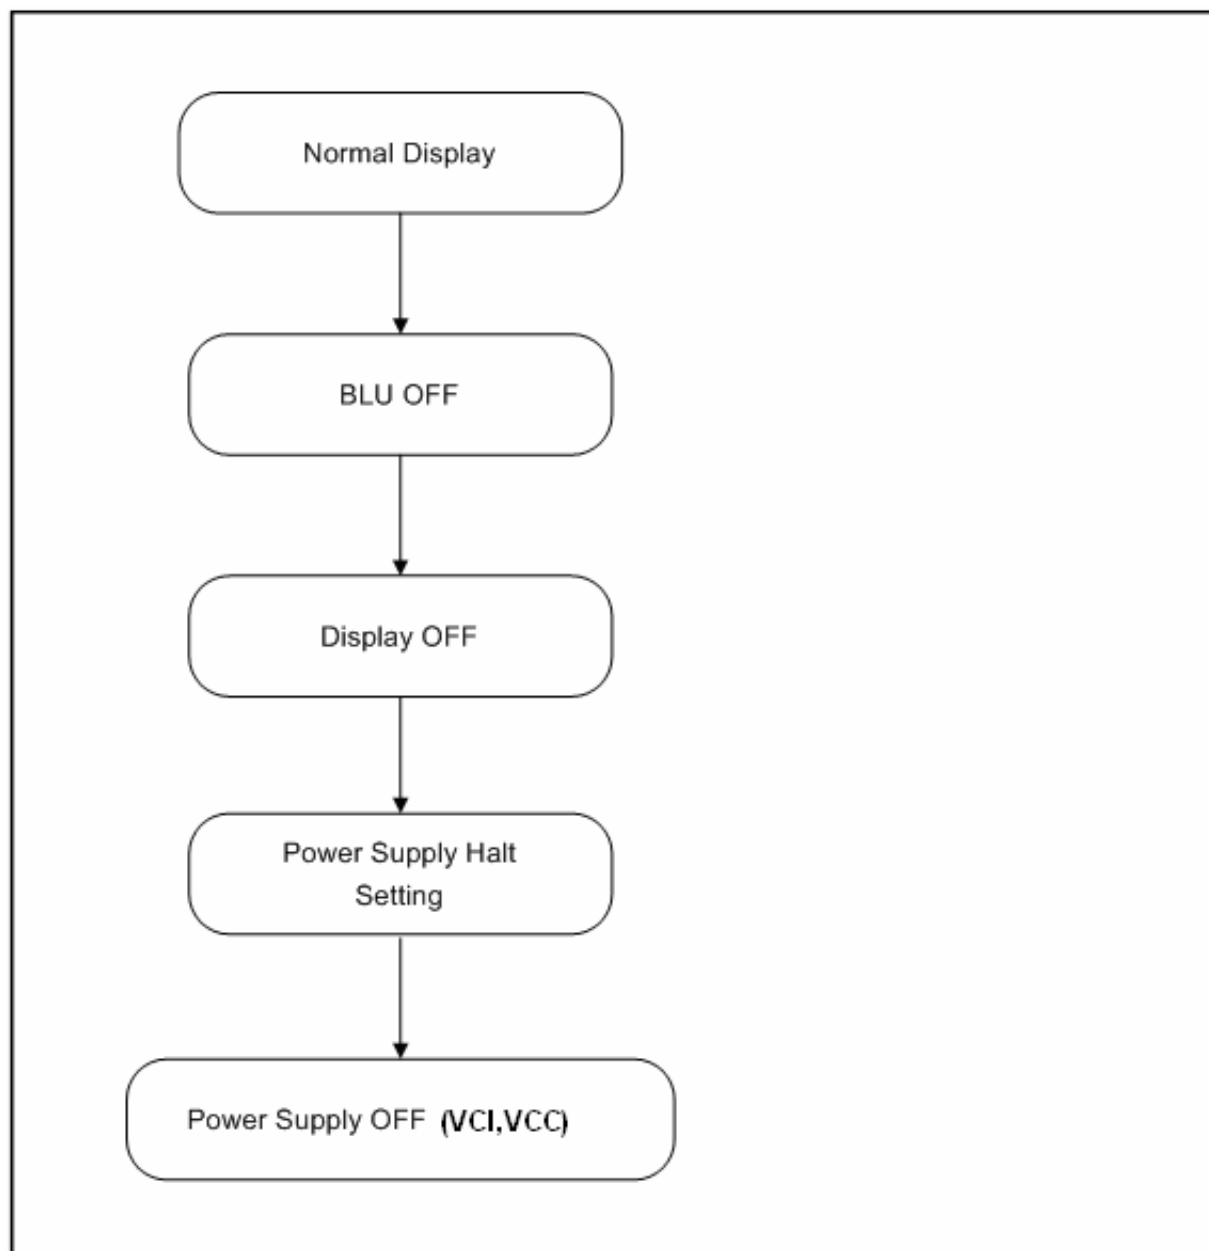 Normal Display
BLU OFF
Display OFF
Power Supply Halt
Setting
Power Supply OFF (VCI,VCC)